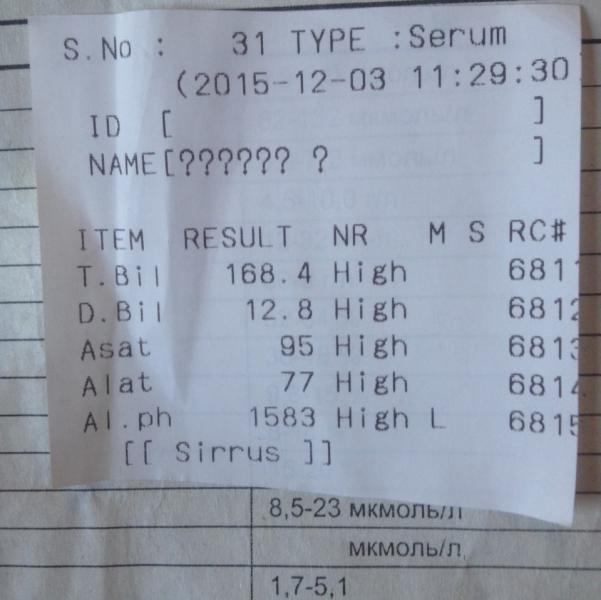 S.No : 31 TYPE :Serum
(2015-12-03 11:29:30
ID [ ]
NAME[?????? ? ]
ITEM RESULT NR M S RC#
T.Bil 168.4 High 6811
D.Bil 12.8 High 6812
Asat 95 High 6813
Alat 77 High 6814
Al.ph 1583 High L 6815
[[ Sirrus ]]
8,5-23 мкмоль/л
мкмоль/л,
1,7-5,1